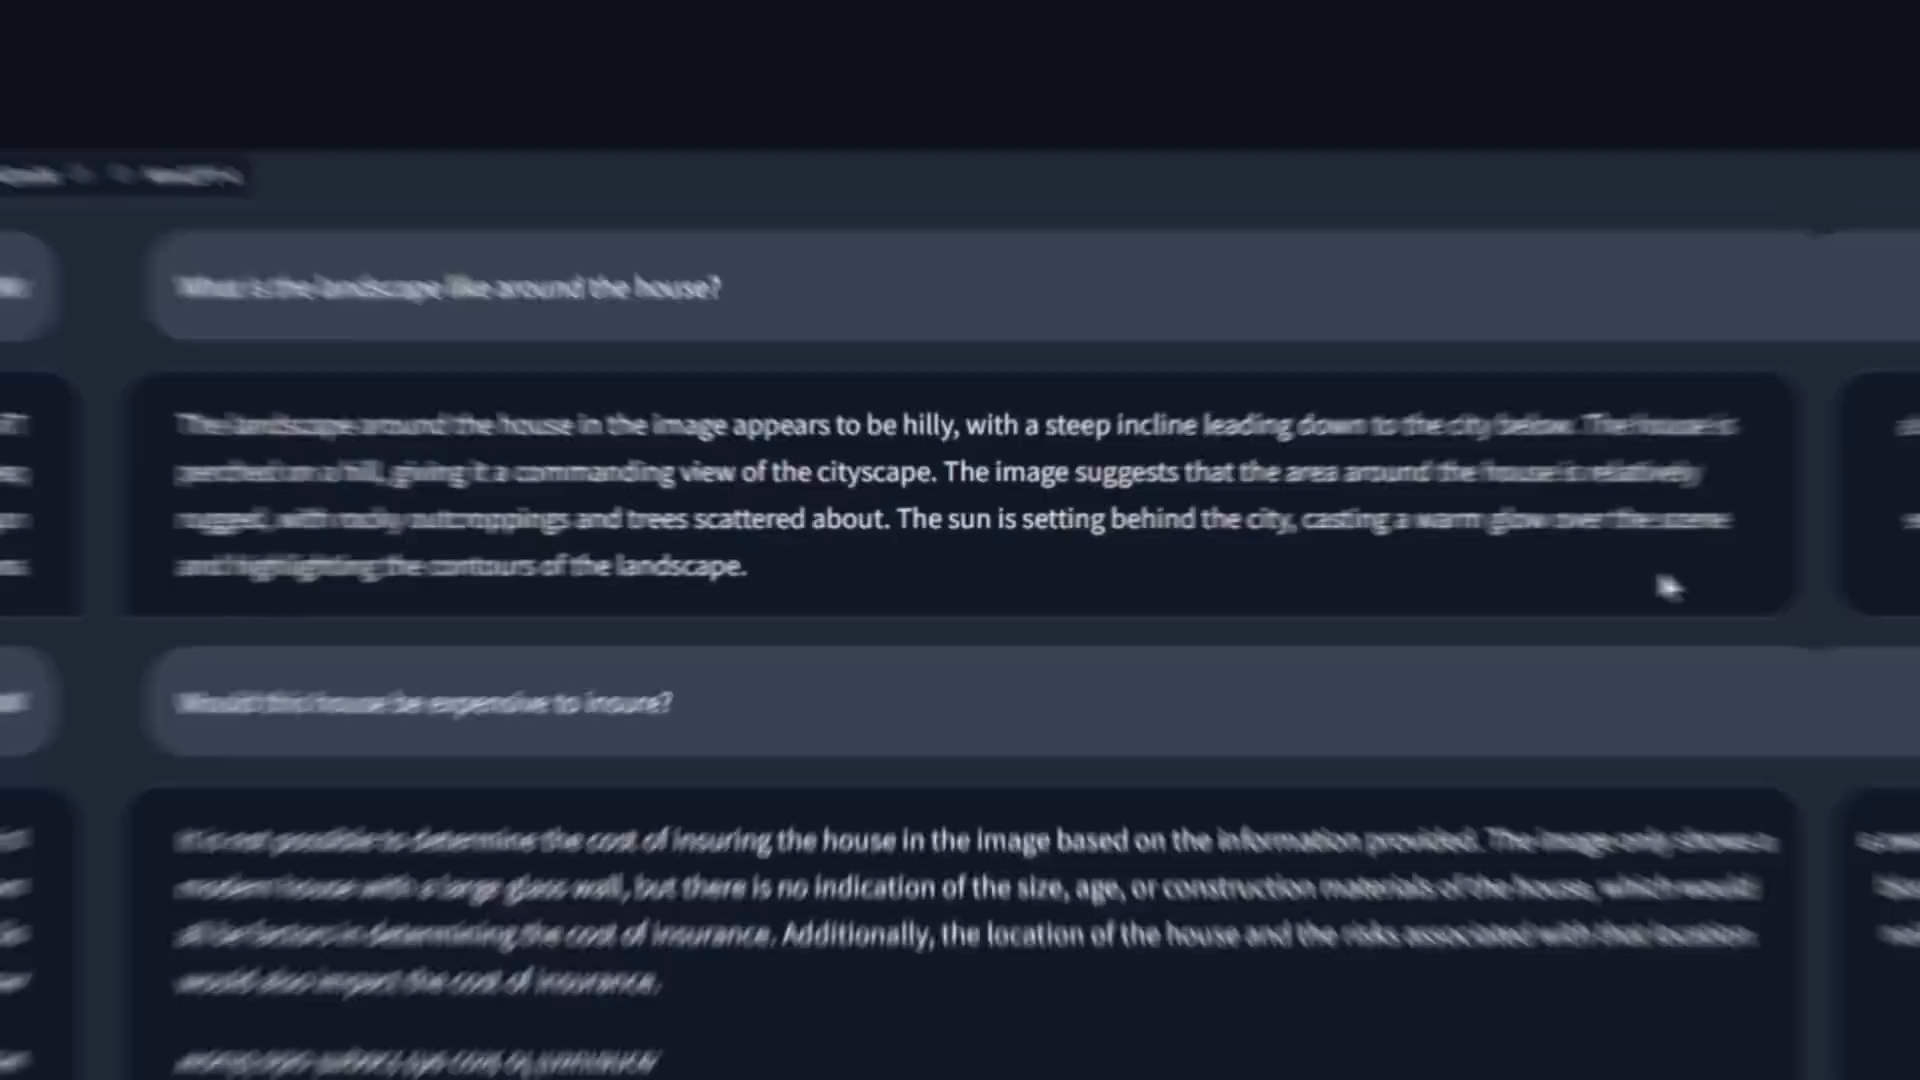 What is the landscape like around the house?
The landscape around the house in the image appears to be hilly, with a steep incline leading down to the city below. The house is
perched on a hill, giving it a commanding view of the cityscape. The image suggests that the area around the house is relatively
rugged, with rocky outcroppings and trees scattered about. The sun is setting behind the city, casting a warm glow over the scene
and highlighting the contours of the landscape.
Would this house be expensive to insure?
It is not possible to determine the cost of insuring the house in the image based on the information provided. The image only shows a
modern house with a large glass wall, but there is no indication of the size, age, or construction materials of the house, which would
all be factors in determining the cost of insurance. Additionally, the location of the house and the risks associated with that location
would also impact the cost of insurance.